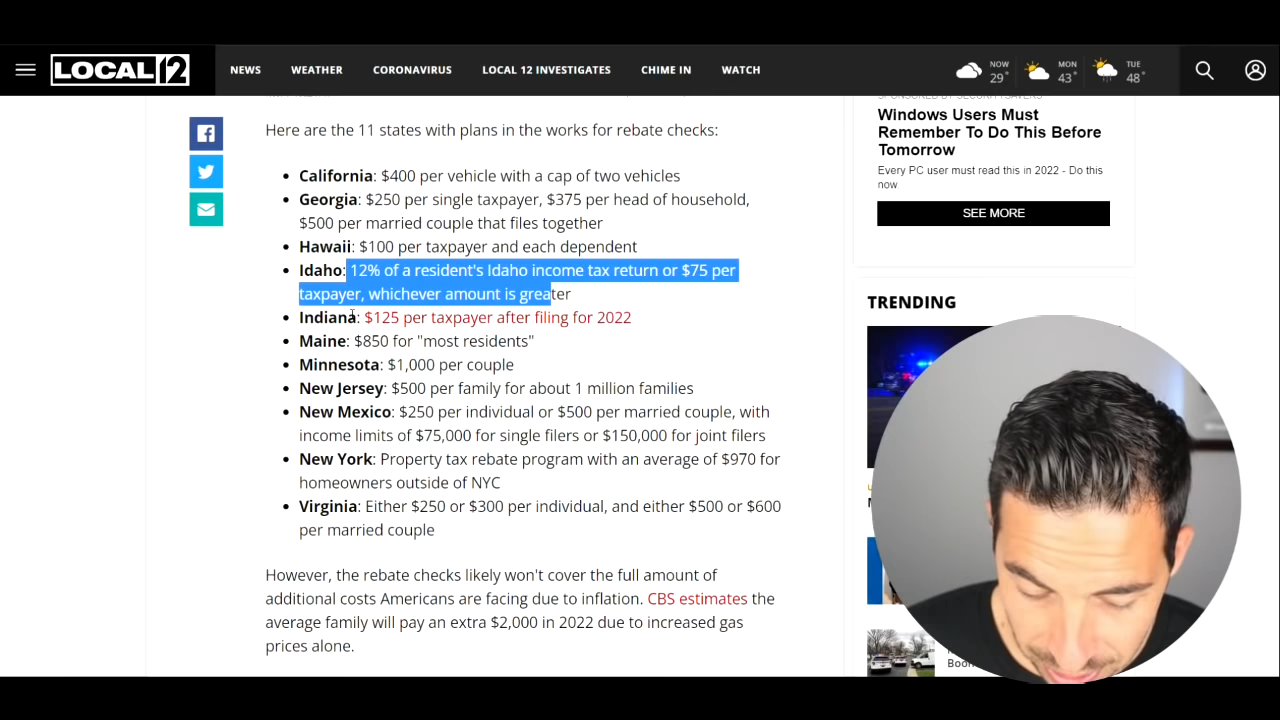 LOCAL 12
NEWS
WEATHER
CORONAVIRUS
LOCAL 12 INVESTIGATES
CHIME IN
WATCH
NOW
29°
MON
43°
TUE
48°
Here are the 11 states with plans in the works for rebate checks:
California: $400 per vehicle with a cap of two vehicles
Georgia: $250 per single taxpayer, $375 per head of household,
$500 per married couple that files together
Hawaii: $100 per taxpayer and each dependent
Idaho: 12% of a resident's Idaho income tax return or $75 per
taxpayer, whichever amount is greater
Indiana: $125 per taxpayer after filing for 2022
Maine: $850 for "most residents"
Minnesota: $1,000 per couple
New Jersey: $500 per family for about 1 million families
New Mexico: $250 per individual or $500 per married couple, with
income limits of $75,000 for single filers or $150,000 for joint filers
New York: Property tax rebate program with an average of $970 for
homeowners outside of NYC
Virginia: Either $250 or $300 per individual, and either $500 or $600
per married couple
However, the rebate checks likely won't cover the full amount of
additional costs Americans are facing due to inflation. CBS estimates the
average family will pay an extra $2,000 in 2022 due to increased gas
prices alone.
Windows Users Must
Remember To Do This Before
Tomorrow
Every PC user must read this in 2022 - Do this
now
SEE MORE
TRENDING